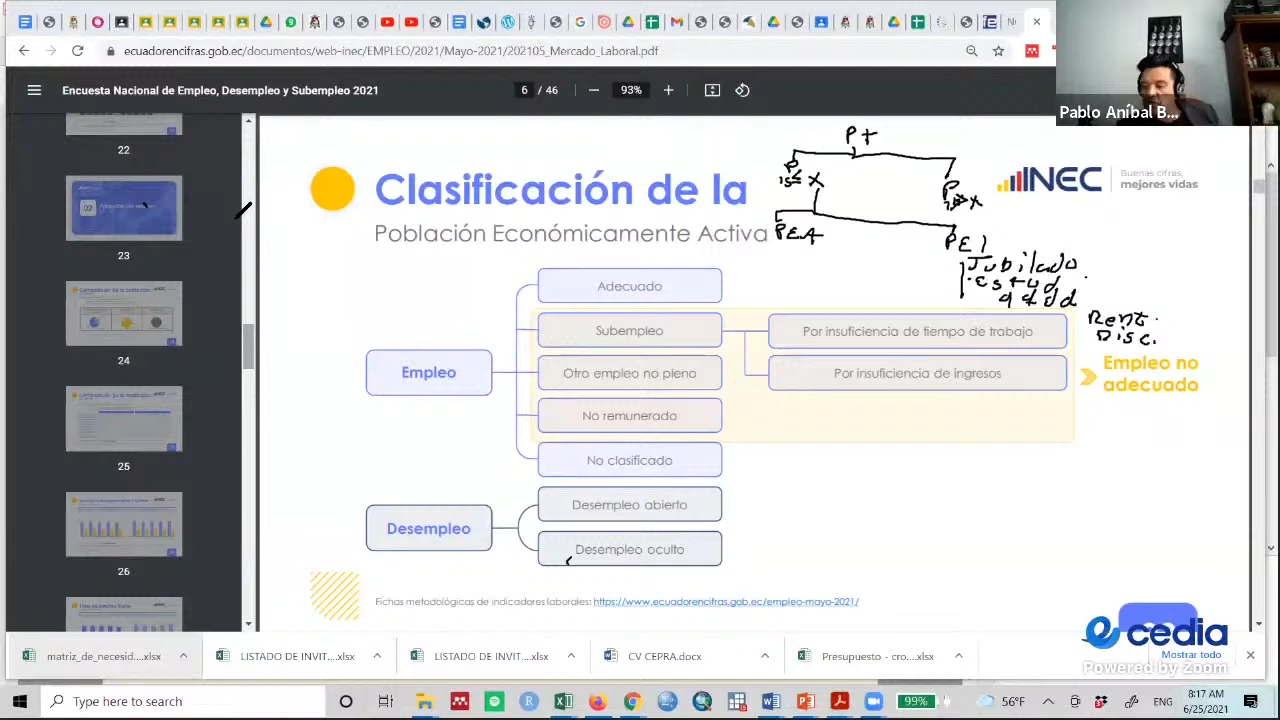 ecuadorencifras.gob.ec/documentos/web-inec/EMPLEO/2021/Mayo-2021/202105_Mercado_Laboral.pdf
Pablo Aníbal B...
Encuesta Nacional de Empleo, Desempleo y Subempleo 2021
6 / 46
93%
22
23
24
25
26
Clasificación de la
Población Económicamente Activa
INEC
Buenas cifras,
mejores vidas
PT
PEA
PEI
Jubilado
Rent.
Disc.
Empleo
Adecuado
Subempleo
Por insuficiencia de tiempo de trabajo
Otro empleo no pleno
Por insuficiencia de ingresos
No remunerado
No clasificado
Empleo no
adecuado
Desempleo
Desempleo abierto
Desempleo oculto
Fichas metodológicas de indicadores laborales: https://www.ecuadorencifras.gob.ec/empleo-mayo-2021/
cedia
Powered by Zoom
matriz_de_necesid....xlsx
LISTADO DE INVIT....xlsx
LISTADO DE INVIT....xlsx
CV CEPRA.docx
Presupuesto - cro....xlsx
Mostrar todo
Type here to search
99%
56°F
ENG
8:17 AM
6/25/2021